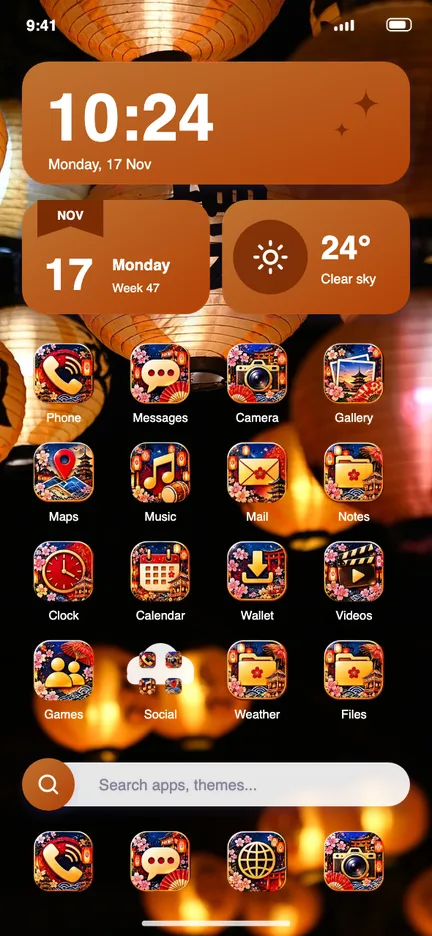 9:41
10:24
Monday, 17 Nov
NOV
17
Monday
Week 47
24°
Clear sky
Phone
Messages
Camera
Gallery
Maps
Music
Mail
Notes
Clock
Calendar
Wallet
Videos
Games
Social
Weather
Files
Search apps, themes...